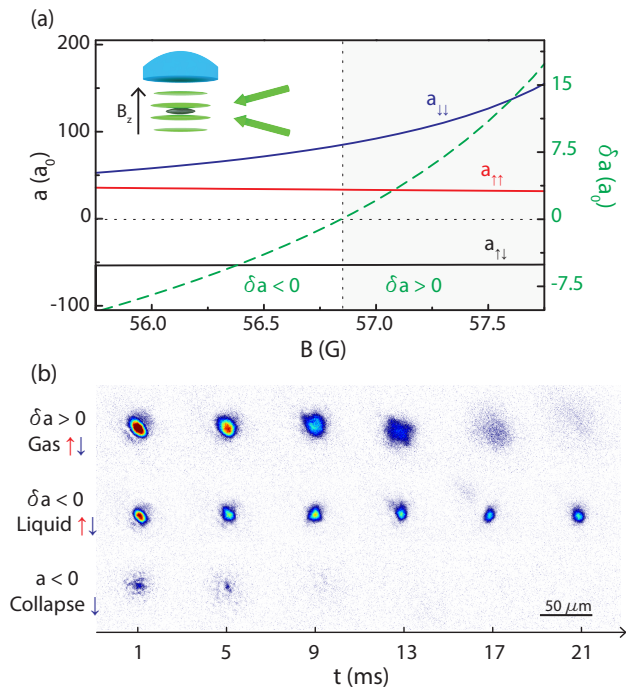 (a)
200
100
0
-100
a (a₀)
B_z
a↓↓
a↑↑
a↑↓
δa<0
δa>0
15
7.5
0
-7.5
δa (a₀)
56.0 56.5 57.0 57.5
B (G)
(b)
δa>0
Gas ↑↓
δa<0
Liquid ↑↓
a<0
Collapse ↓
50 μm
1 5 9 13 17 21
t (ms)